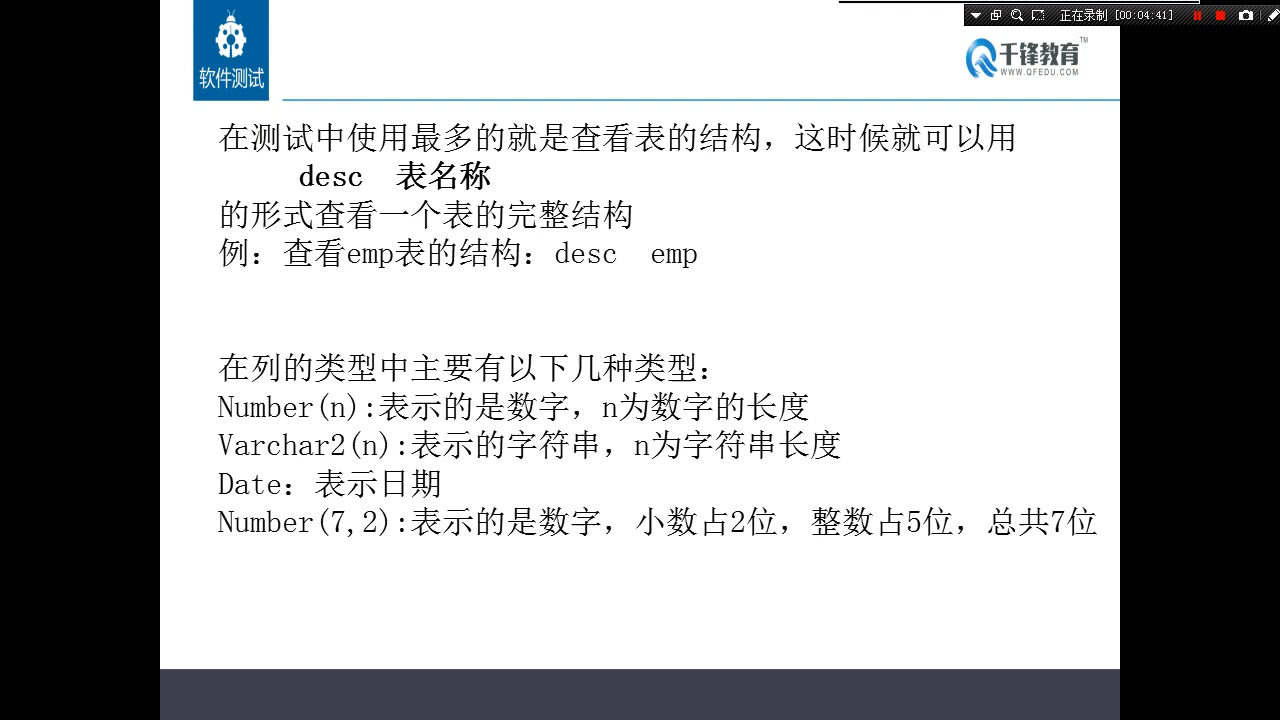 正在录制 [00:04:41]
软件测试
千锋教育 TM
WWW.QFEDU.COM
在测试中使用最多的就是查看表的结构，这时候就可以用
desc 表名称
的形式查看一个表的完整结构
例：查看emp表的结构：desc emp
在列的类型中主要有以下几种类型：
Number(n):表示的是数字，n为数字的长度
Varchar2(n):表示的字符串，n为字符串长度
Date：表示日期
Number(7,2):表示的是数字，小数占2位，整数占5位，总共7位